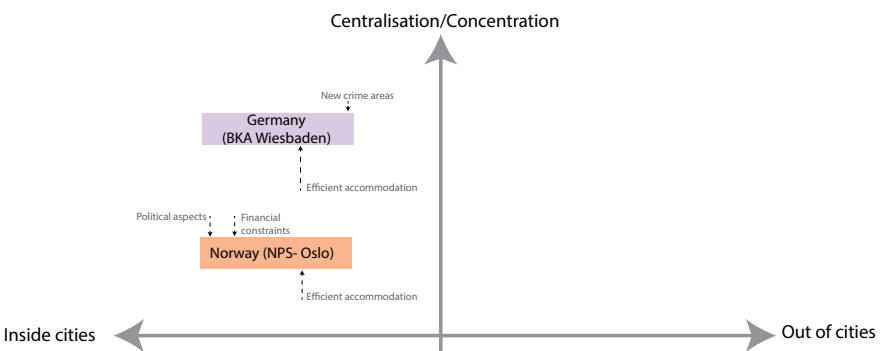 Centralisation/Concentration
New crime areas
Germany
(BKA Wiesbaden)
Efficient accommodation
Political aspects
Financial
constraints
Norway (NPS- Oslo)
Efficient accommodation
Inside cities
Out of cities